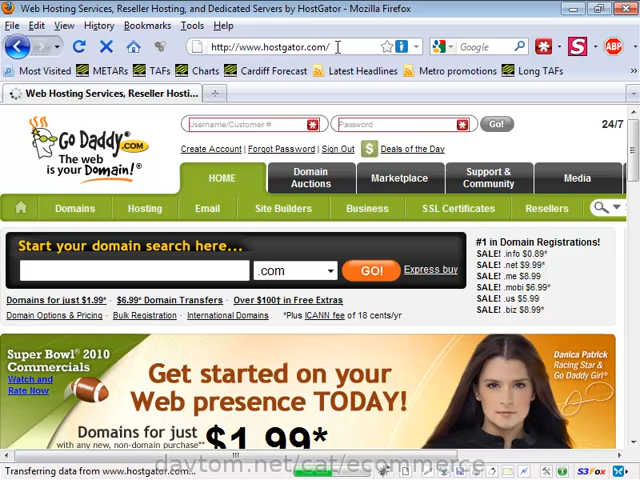 Web Hosting Services, Reseller Hosting, and Dedicated Servers by HostGator - Mozilla Firefox
File Edit View History Bookmarks Tools Help
http://www.hostgator.com/
Google
ABP
Most Visited METARs TAFs Charts Cardiff Forecast Latest Headlines Metro promotions Long TAFs
Web Hosting Services, Reseller Hosti...
Username/Customer # Password Go! 24/7
Go Daddy.COM
The web
is your Domain!®
Create Account | Forgot Password | Sign Out $ Deals of the Day
HOME Domain Auctions Marketplace Support & Community Media
Domains Hosting Email Site Builders Business SSL Certificates Resellers
Start your domain search here...
.com GO! Express buy
#1 in Domain Registrations!
SALE! .info $0.89*
SALE! .net $9.99*
SALE! .me $8.99
SALE! .mobi $6.99*
SALE! .us $5.99
SALE! .biz $8.99*
Domains for just $1.99* $6.99* Domain Transfers Over $100† in Free Extras
Domain Options & Pricing Bulk Registration International Domains *Plus ICANN fee of 18 cents/yr
Super Bowl® 2010
Commercials
Watch and
Rate Now
Get started on your
Web presence TODAY!
Domains for just
with any new, non-domain purchase**
$1.99*
Danica Patrick
Racing Star &
Go Daddy Girl®
Transferring data from www.hostgator.com...
S3Fox
ABP
davtom.net/cat/ecommerce